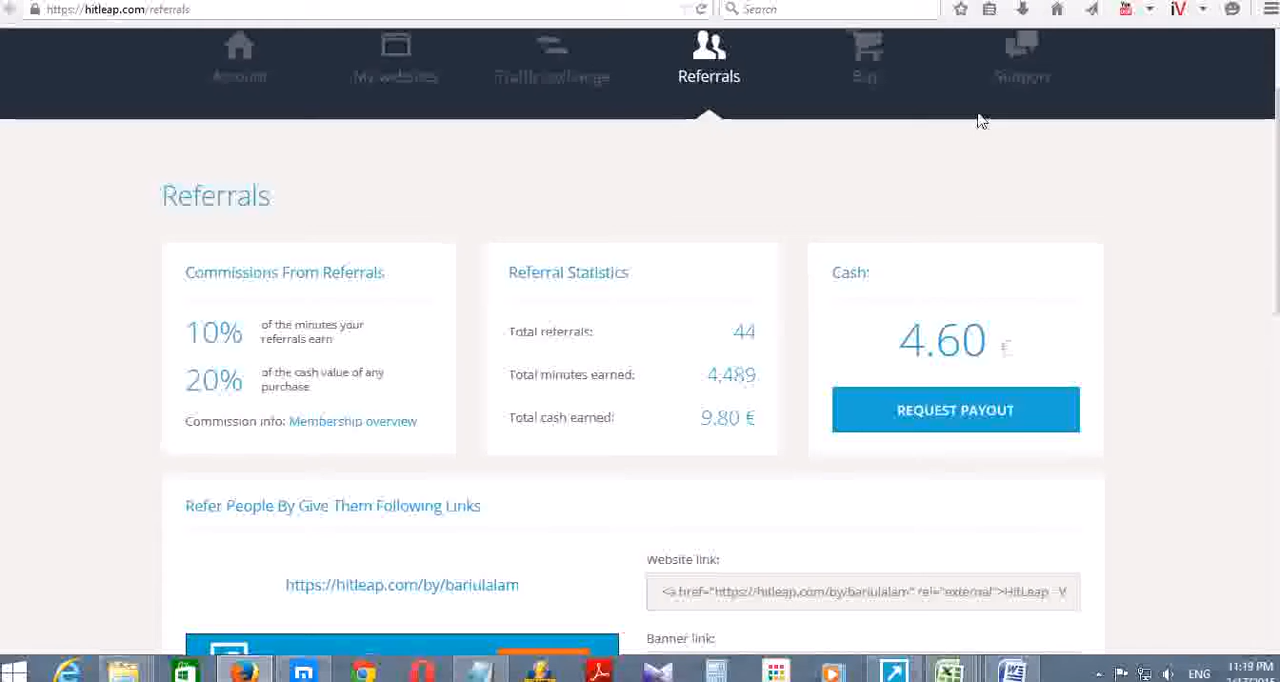 https://hitleap.com/referrals
Search
Account
My websites
Traffic exchange
Referrals
Buy
Support
Referrals
Commissions From Referrals
10% of the minutes your
referrals earn
20% of the cash value of any
purchase
Commission info: Membership overview
Referral Statistics
Total referrals: 44
Total minutes earned: 4,489
Total cash earned: 9.80 €
Cash:
4.60 €
REQUEST PAYOUT
Refer People By Give Them Following Links
https://hitleap.com/by/bariulalam
Website link:
<a href="https://hitleap.com/by/bariulalam" rel="external">HitLeap - V
Banner link:
ENG
11:19 PM